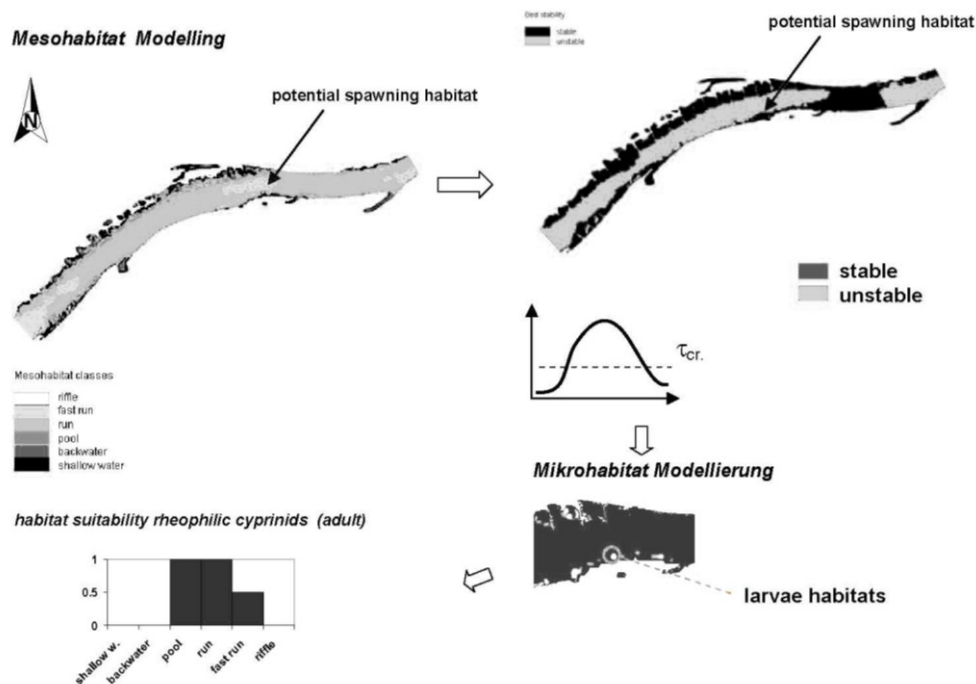 Mesohabitat Modelling
N
potential spawning habitat
Mesohabitat classes
riffle
fast run
run
pool
backwater
shallow water
stability
stable
unstable
potential spawning habitat
stable
unstable
τcr.
Mikrohabitat Modellierung
larvae habitats
habitat suitability rheophilic cyprinids (adult)
1
0.5
0
shallow w.
backwater
pool
run
fast run
riffle